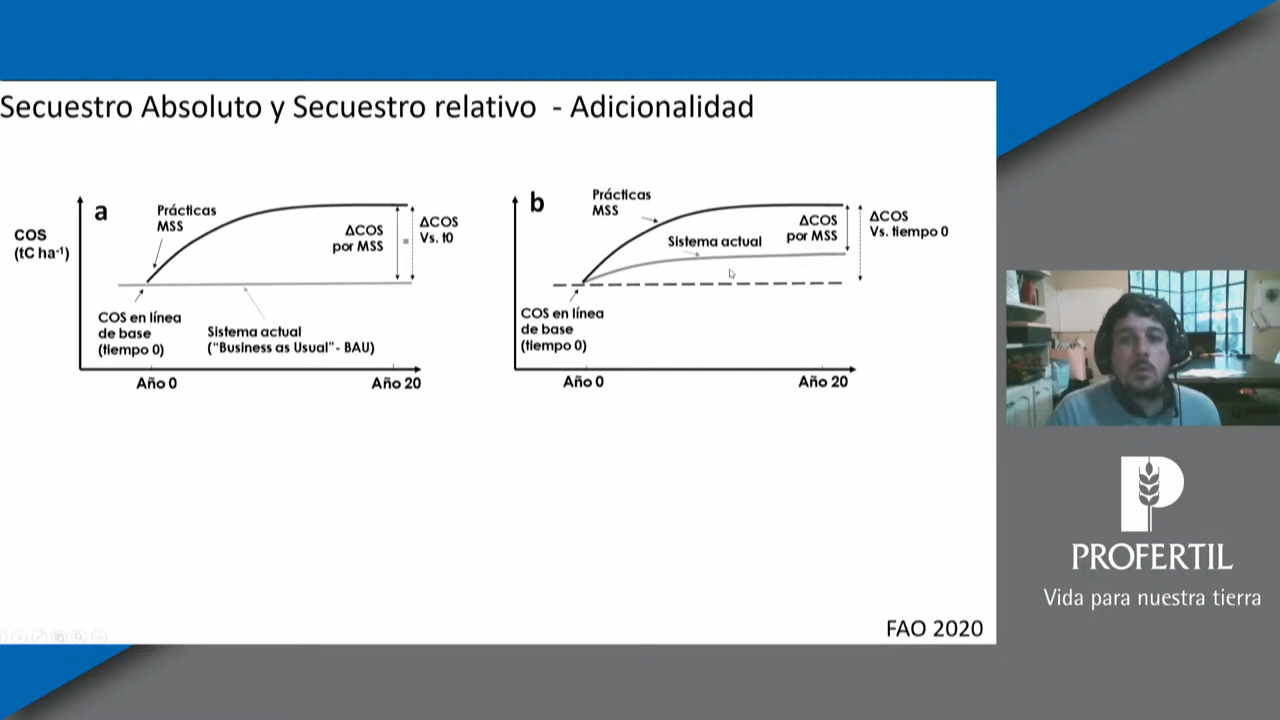 Secuestro Absoluto y Secuestro relativo - Adicionalidad
a
Prácticas
MSS
COS
(tC ha-1)
ΔCOS
por MSS
=
ΔCOS
Vs. t0
COS en línea
de base
(tiempo 0)
Sistema actual
("Business as Usual"- BAU)
Año 0
Año 20
b
Prácticas
MSS
Sistema actual
ΔCOS
por MSS
ΔCOS
Vs. tiempo 0
COS en línea
de base
(tiempo 0)
Año 0
Año 20
FAO 2020
PROFERTIL
Vida para nuestra tierra